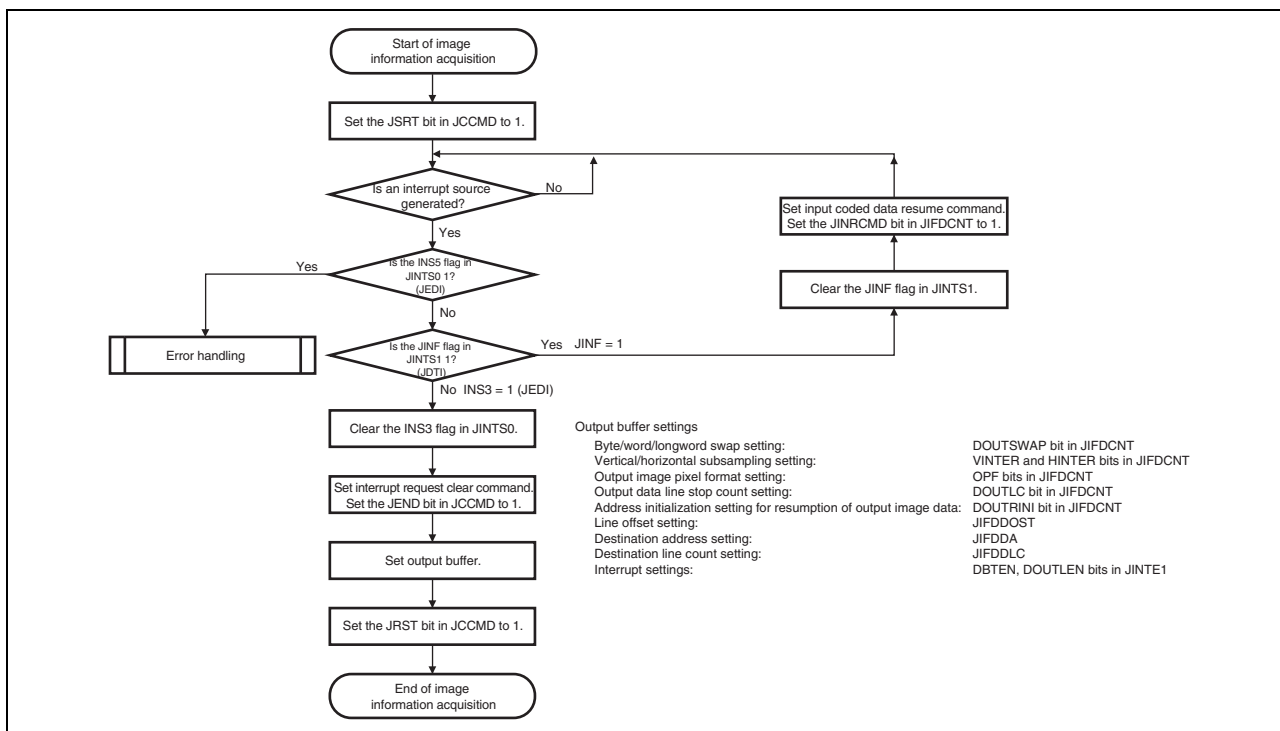 Start of image
information acquisition
Set the JSRT bit in JCCMD to 1.
Is an interrupt source
generated?
No
Yes
Set input coded data resume command.
Set the JINRCMD bit in JIFDCNT to 1.
Is the INS5 flag in
JINTS0 1?
(JEDI)
Yes
No
Clear the JINF flag in JINTS1.
Error handling
Is the JINF flag in
JINTS1 1?
(JDTI)
Yes JINF = 1
No INS3 = 1 (JEDI)
Clear the INS3 flag in JINTS0.
Set interrupt request clear command.
Set the JEND bit in JCCMD to 1.
Set output buffer.
Set the JRST bit in JCCMD to 1.
End of image
information acquisition
Output buffer settings
Byte/word/longword swap setting: DOUTSWAP bit in JIFDCNT
Vertical/horizontal subsampling setting: VINTER and HINTER bits in JIFDCNT
Output image pixel format setting: OPF bits in JIFDCNT
Output data line stop count setting: DOUTLC bit in JIFDCNT
Address initialization setting for resumption of output image data: DOUTRINI bit in JIFDCNT
Line offset setting: JIFDDOST
Destination address setting: JIFDDA
Destination line count setting: JIFDDLC
Interrupt settings: DBTEN, DOUTLEN bits in JINTE1